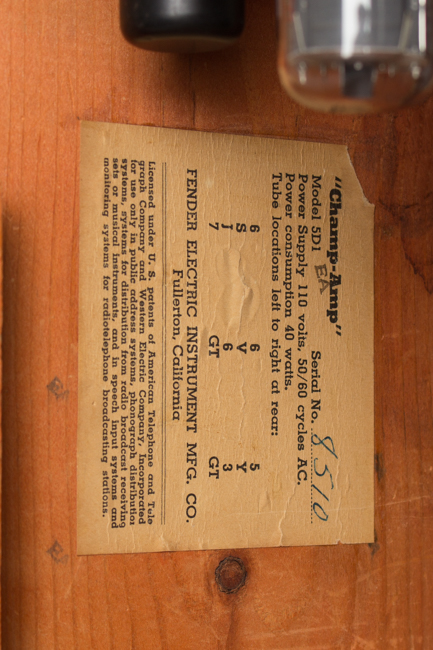 "Champ-Amp"
Model 5D1 Serial No. 8510
EA
Power Supply 110 volts, 50/60 cycles AC.
Power consumption 40 watts.
Tube locations left to right at rear:
6 6 5
S V Y
J 6 3
7 GT GT
FENDER ELECTRIC INSTRUMENT MFG. CO.
Fullerton, California
Licensed under U. S. patents of American Telephone and Tele
graph Company and Western Electric Company, Incorporated
for use only in public address systems, phonograph distribution
systems, systems for distribution from radio broadcast receiving
sets or musical instruments, and in speech input systems and
monitoring systems for radiotelephone broadcasting stations.